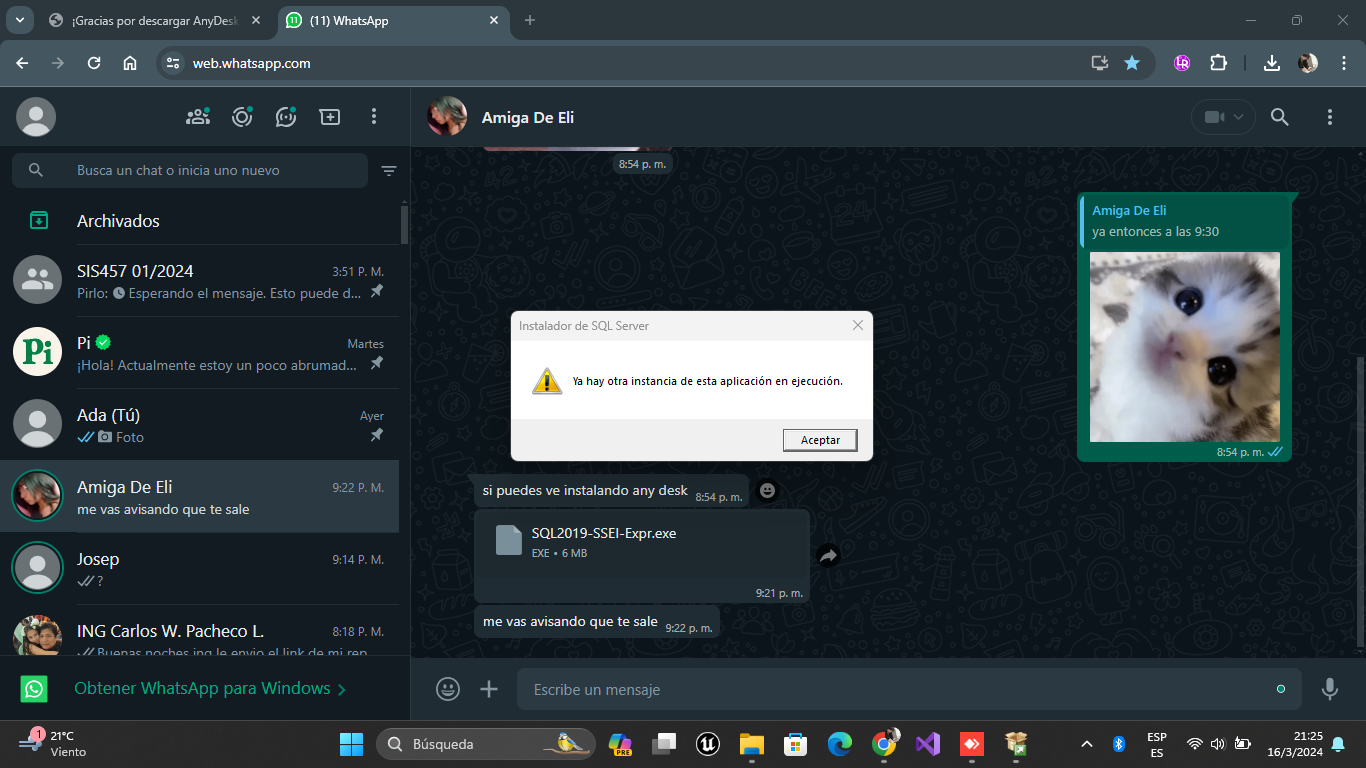 ¡Gracias por descargar AnyDesk
(11) WhatsApp
web.whatsapp.com
LR
Amiga De Eli
Busca un chat o inicia uno nuevo
Archivados
SIS457 01/2024
3:51 P. M.
Pirlo: Esperando el mensaje. Esto puede d...
Pi
Pi
Martes
¡Hola! Actualmente estoy un poco abrumad...
Ada (Tú)
Ayer
Foto
Amiga De Eli
9:22 P. M.
me vas avisando que te sale
Josep
9:14 P. M.
?
ING Carlos W. Pacheco L.
8:18 P. M.
Buenas noches ing le envio el link de mi rep
Obtener WhatsApp para Windows
8:54 p. m.
Amiga De Eli
ya entonces a las 9:30
8:54 p. m.
Instalador de SQL Server
Ya hay otra instancia de esta aplicación en ejecución.
Aceptar
si puedes ve instalando any desk
8:54 p. m.
SQL2019-SSEI-Expr.exe
EXE • 6 MB
9:21 p. m.
me vas avisando que te sale
9:22 p. m.
Escribe un mensaje
1
21°C
Viento
Búsqueda
PRE
ESP
ES
21:25
16/3/2024